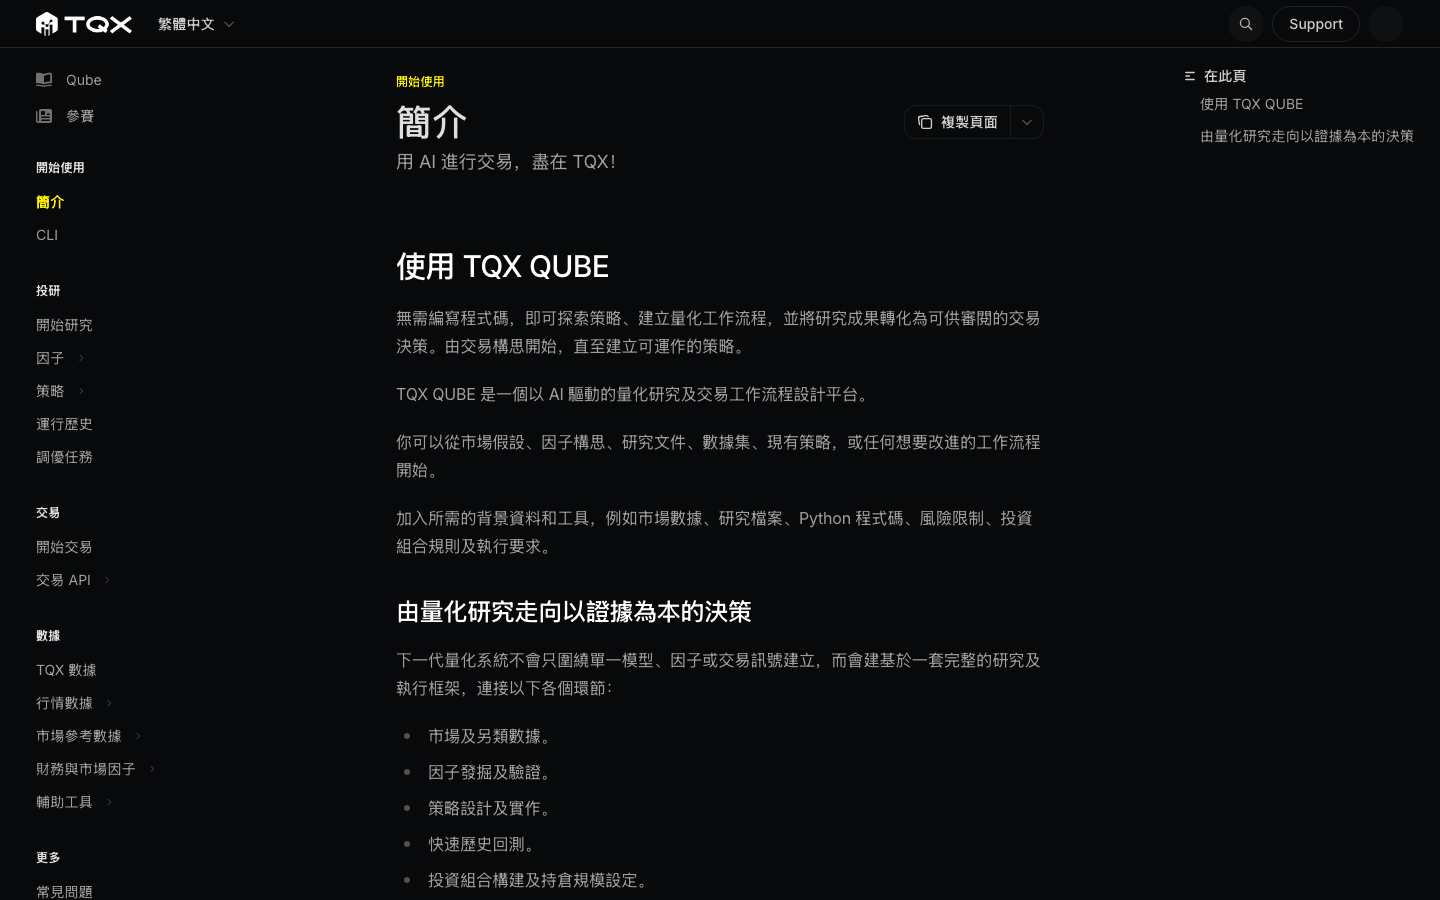 TQX
繁體中文
Support
Qube
參賽
開始使用
簡介
CLI
投研
開始研究
因子
策略
運行歷史
調優任務
交易
開始交易
交易 API
數據
TQX 數據
行情數據
市場參考數據
財務與市場因子
輔助工具
更多
常見問題
開始使用
簡介
複製頁面
用 AI 進行交易，盡在 TQX！
使用 TQX QUBE
無需編寫程式碼，即可探索策略、建立量化工作流程，並將研究成果轉化為可供審閱的交易
決策。由交易構思開始，直至建立可運作的策略。
TQX QUBE 是一個以 AI 驅動的量化研究及交易工作流程設計平台。
你可以從市場假設、因子構思、研究文件、數據集、現有策略，或任何想要改進的工作流程
開始。
加入所需的背景資料和工具，例如市場數據、研究檔案、Python 程式碼、風險限制、投資
組合規則及執行要求。
由量化研究走向以證據為本的決策
下一代量化系統不會只圍繞單一模型、因子或交易訊號建立，而會建基於一套完整的研究及
執行框架，連接以下各個環節：
市場及另類數據。
因子發掘及驗證。
策略設計及實作。
快速歷史回測。
投資組合構建及持倉規模設定。
在此頁
使用 TQX QUBE
由量化研究走向以證據為本的決策